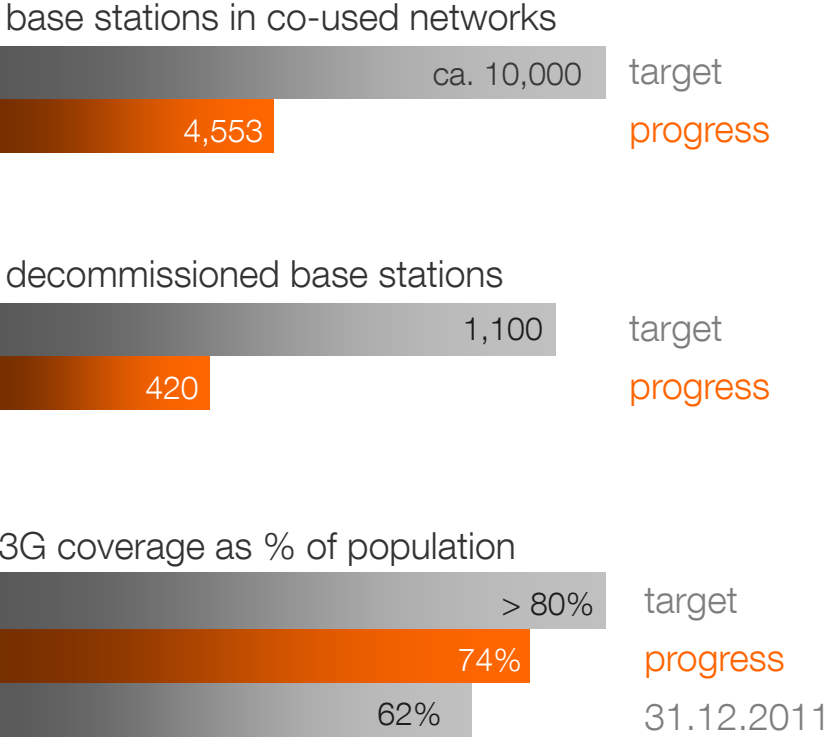 base stations in co-used networks
ca. 10,000 target
4,553 progress
decommissioned base stations
1,100 target
420 progress
3G coverage as % of population
> 80% target
74% progress
62% 31.12.2011